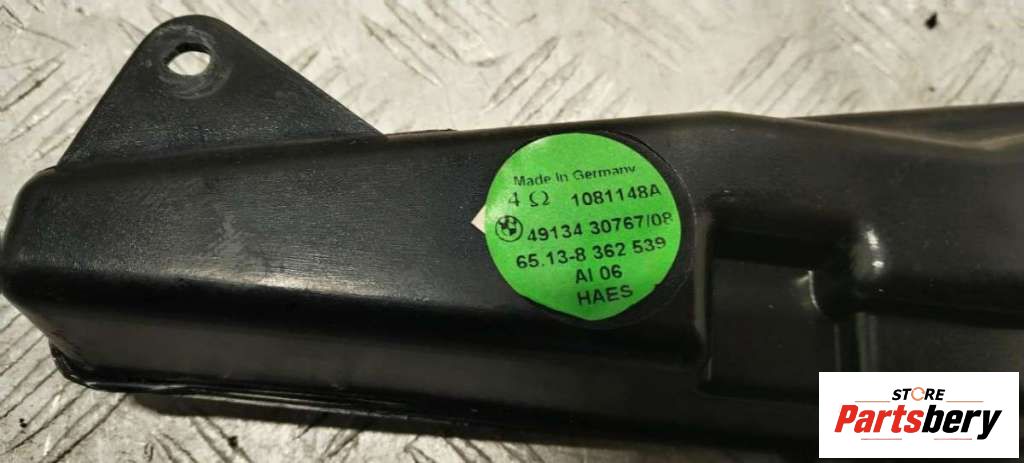 Made in Germany
4 Ω 1081148A
49134 30767/08
65.13-8 362 539
AI 06
HAES
STORE
Partsbery